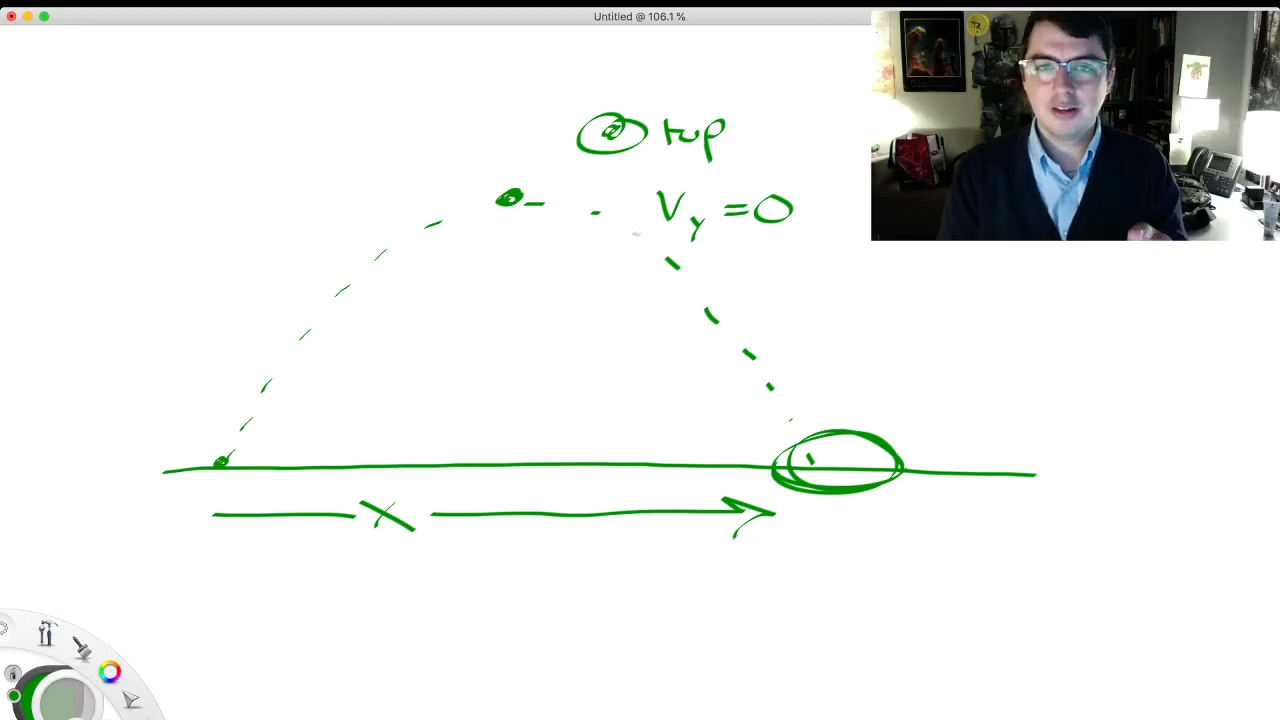 Untitled @ 106.1 %
@ top
Vy = 0
X